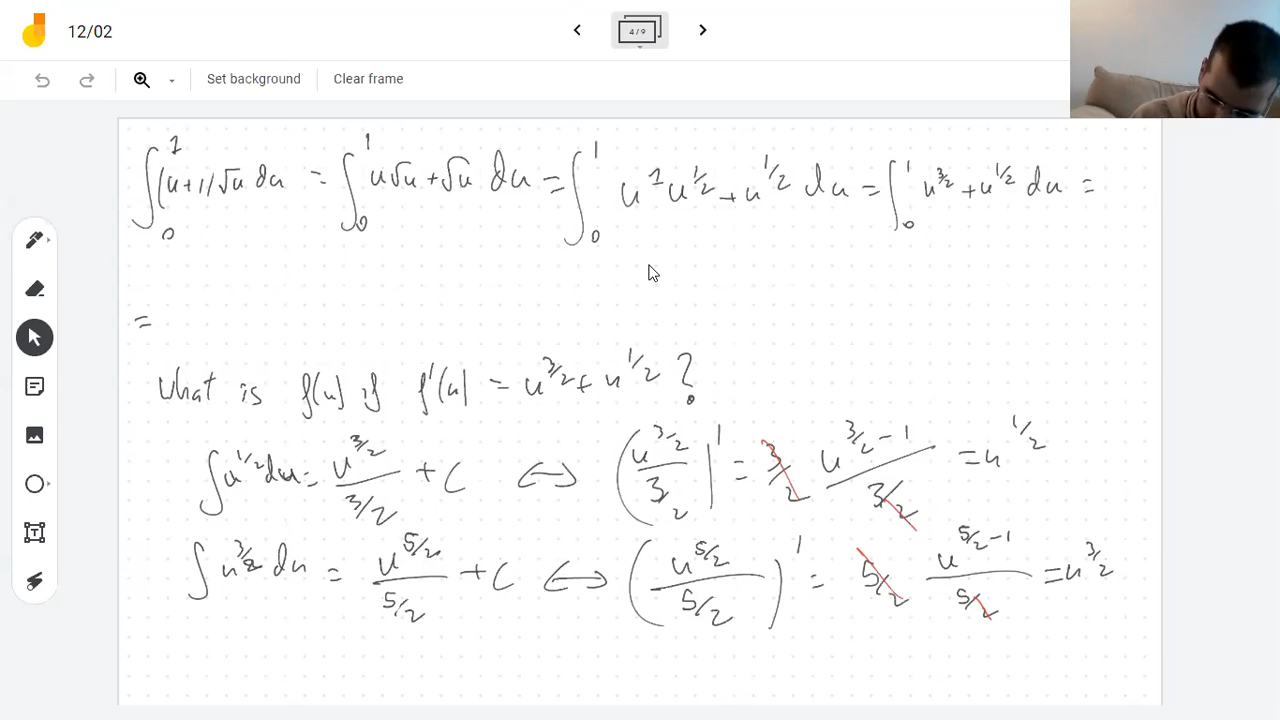 12/02
4 / 9
Set background
Clear frame
∫₀¹ (u+1)√u du = ∫₀¹ u√u + √u du = ∫₀¹ u¹ u^{1/2} + u^{1/2} du = ∫₀¹ u^{3/2} + u^{1/2} du =
=
What is f(u) if f'(u) = u^{3/2} + u^{1/2} ?
∫ u^{1/2} du = u^{3/2} / 3/2 + C ⟺ (u^{3/2} / 3/2)' = 3/2 u^{3/2 - 1} / 3/2 = u^{1/2}
∫ u^{3/2} du = u^{5/2} / 5/2 + C ⟺ (u^{5/2} / 5/2)' = 5/2 u^{5/2 - 1} / 5/2 = u^{3/2}